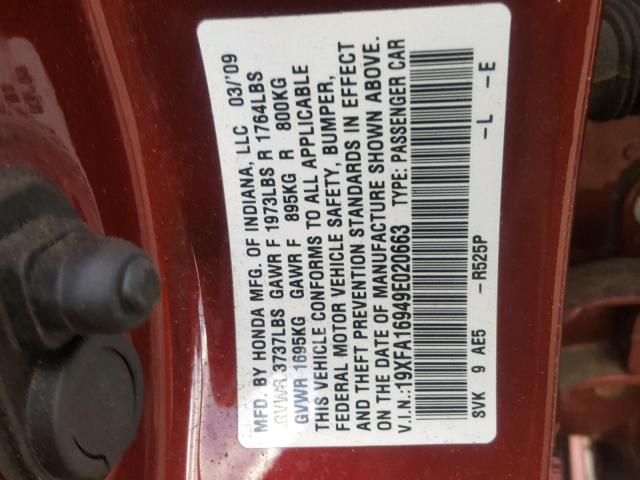 MFD. BY HONDA MFG. OF INDIANA, LLC 03/'09
GVWR 3737LBS GAWR F 1973LBS R 1764LBS
GVWR 1695KG GAWR F 895KG R 800KG
THIS VEHICLE CONFORMS TO ALL APPLICABLE
FEDERAL MOTOR VEHICLE SAFETY, BUMPER,
AND THEFT PREVENTION STANDARDS IN EFFECT
ON THE DATE OF MANUFACTURE SHOWN ABOVE.
V.I.N.:19XFA16949E020663 TYPE: PASSENGER CAR
SVK 9 AE5 -R525P -L -E